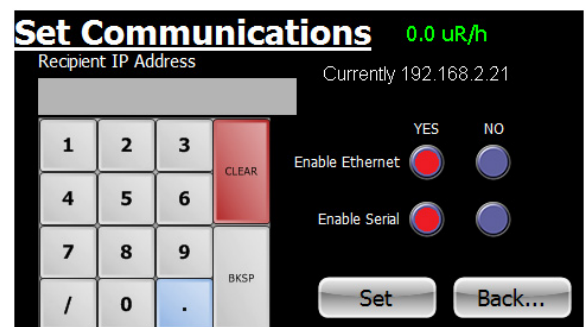 Set Communications
0.0 uR/h
Recipient IP Address
Currently 192.168.2.21
YES NO
1 2 3
CLEAR
Enable Ethernet
4 5 6
Enable Serial
7 8 9
BKSP
/ 0 .
Set Back...